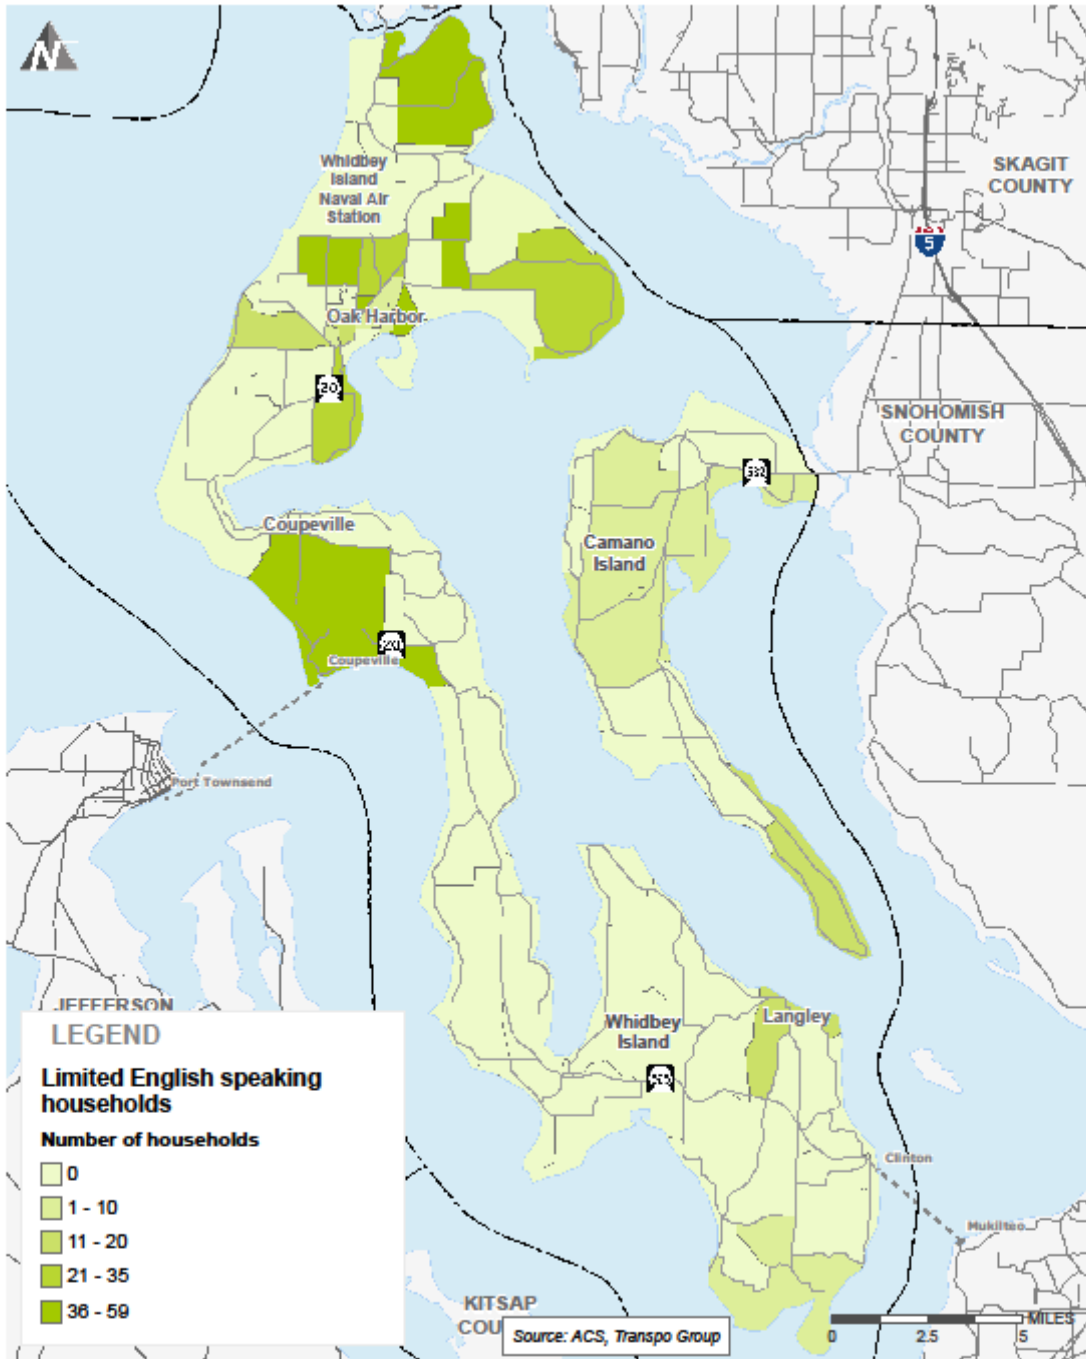 N
Whidbey
Island
Naval Air
Station
SKAGIT
COUNTY
5
Oak Harbor
20
SNOHOMISH
COUNTY
532
Coupeville
Camano
Island
Coupeville
Port Townsend
JEFFERSON
Whidbey
Island
Langley
Clinton
Mukilteo
KITSAP
LEGEND
Limited English speaking
households
Number of households
0
1 - 10
11 - 20
21 - 35
36 - 59
Source: ACS, Transpo Group
MILES
0 2.5 5